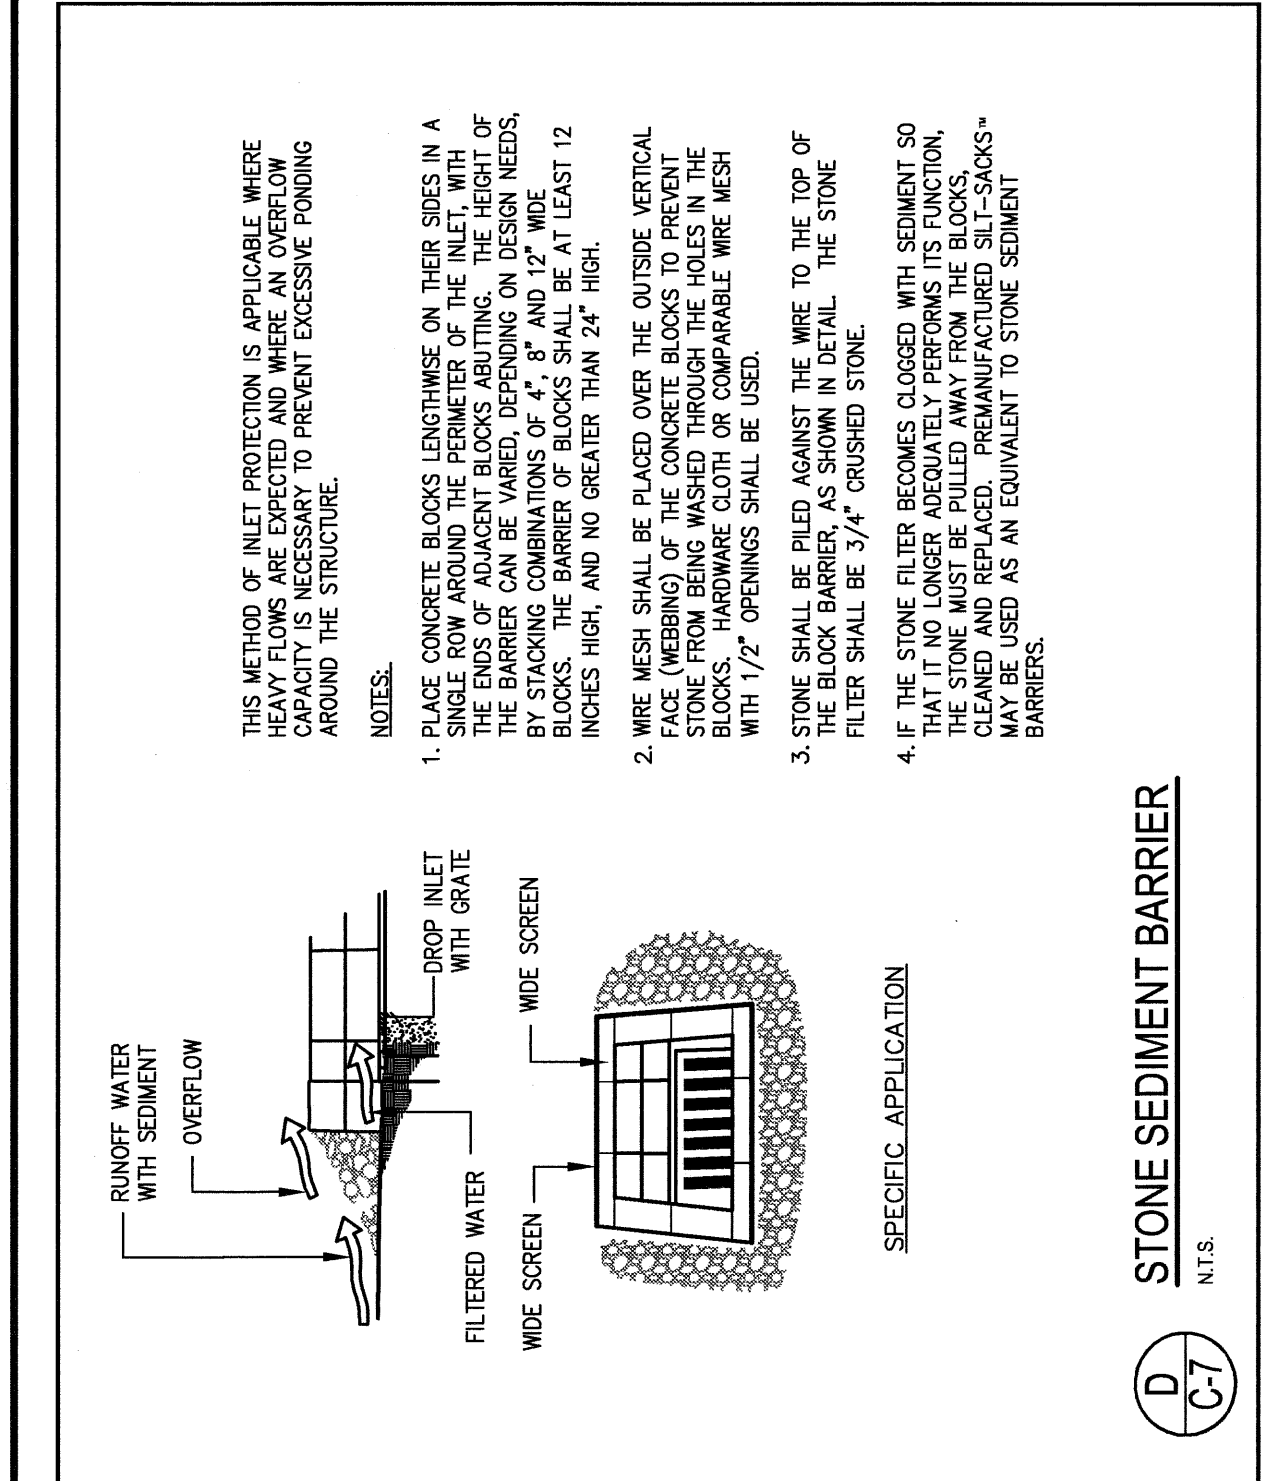 RUNOFF WATER
WITH SEDIMENT
OVERFLOW
FILTERED WATER
DROP INLET
WITH GRATE
WIDE SCREEN
WIDE SCREEN
SPECIFIC APPLICATION
THIS METHOD OF INLET PROTECTION IS APPLICABLE WHERE
HEAVY FLOWS ARE EXPECTED AND WHERE AN OVERFLOW
CAPACITY IS NECESSARY TO PREVENT EXCESSIVE PONDING
AROUND THE STRUCTURE.
NOTES:
1. PLACE CONCRETE BLOCKS LENGTHWISE ON THEIR SIDES IN A
SINGLE ROW AROUND THE PERIMETER OF THE INLET, WITH
THE ENDS OF ADJACENT BLOCKS ABUTTING. THE HEIGHT OF
THE BARRIER CAN BE VARIED, DEPENDING ON DESIGN NEEDS,
BY STACKING COMBINATIONS OF 4", 8" AND 12" WIDE
BLOCKS. THE BARRIER OF BLOCKS SHALL BE AT LEAST 12
INCHES HIGH, AND NO GREATER THAN 24" HIGH.
2. WIRE MESH SHALL BE PLACED OVER THE OUTSIDE VERTICAL
FACE (WEBBING) OF THE CONCRETE BLOCKS TO PREVENT
STONE FROM BEING WASHED THROUGH THE HOLES IN THE
BLOCKS. HARDWARE CLOTH OR COMPARABLE WIRE MESH
WITH 1/2" OPENINGS SHALL BE USED.
3. STONE SHALL BE PILED AGAINST THE WIRE TO THE TOP OF
THE BLOCK BARRIER, AS SHOWN IN DETAIL. THE STONE
FILTER SHALL BE 3/4" CRUSHED STONE.
4. IF THE STONE FILTER BECOMES CLOGGED WITH SEDIMENT SO
THAT IT NO LONGER ADEQUATELY PERFORMS ITS FUNCTION,
THE STONE MUST BE PULLED AWAY FROM THE BLOCKS,
CLEANED AND REPLACED. PREMANUFACTURED SILT-SACKS™
MAY BE USED AS AN EQUIVALENT TO STONE SEDIMENT
BARRIERS.
D
C-7
STONE SEDIMENT BARRIER
N.T.S.